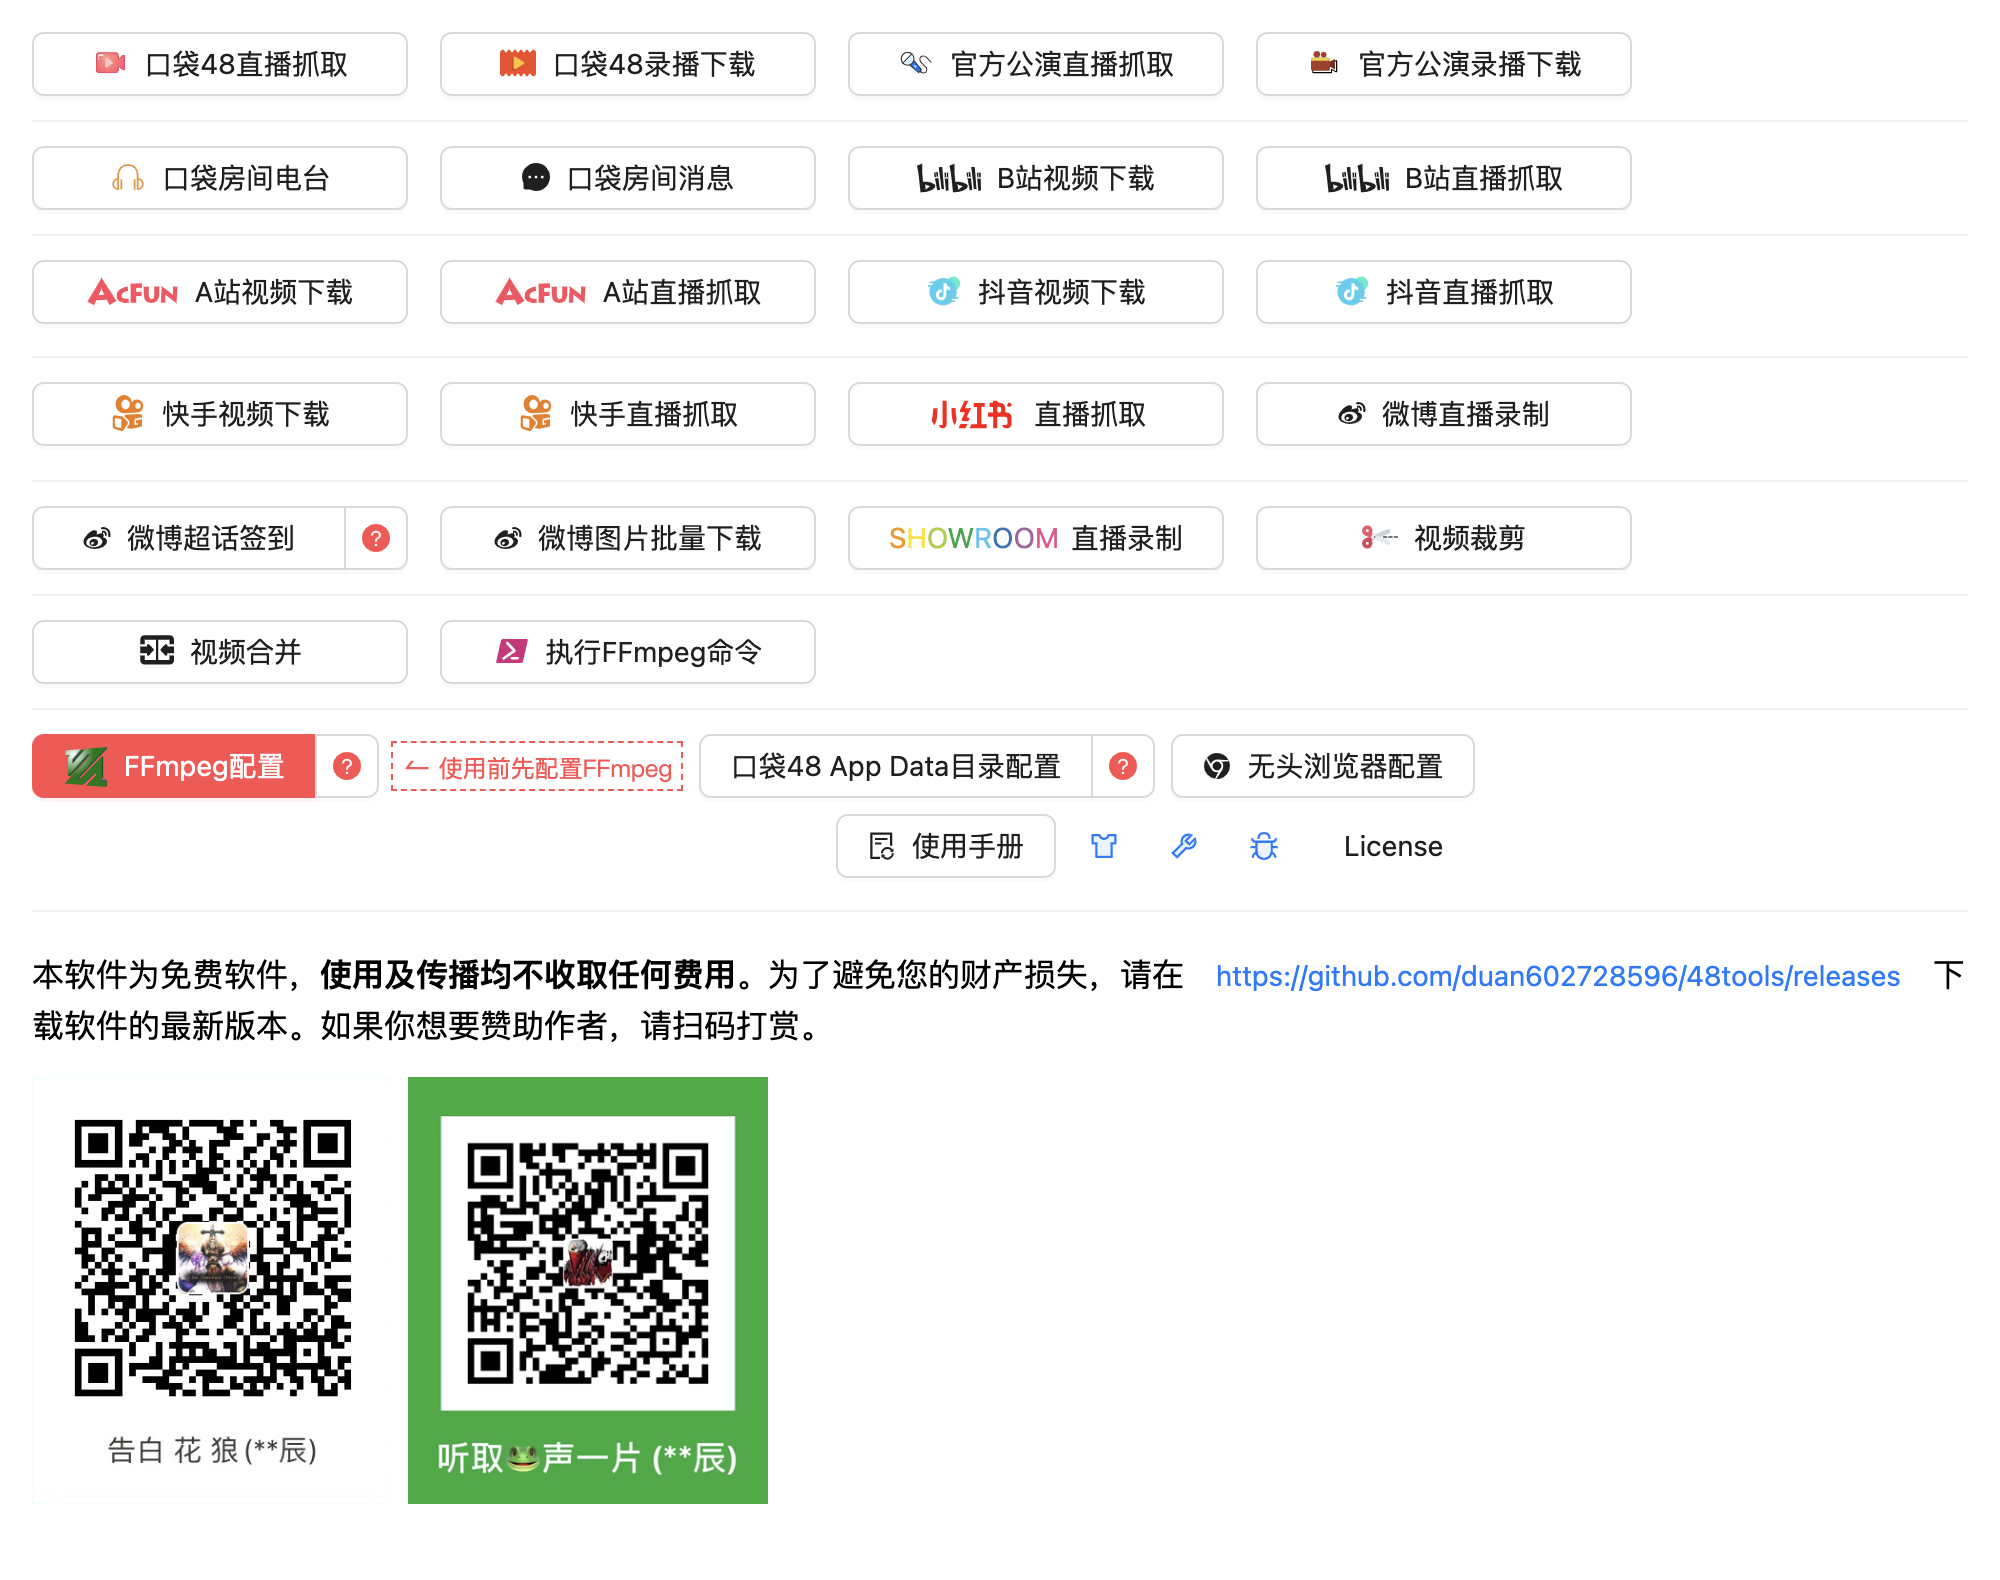 口袋48直播抓取 口袋48录播下载 官方公演直播抓取 官方公演录播下载
口袋房间电台 口袋房间消息 bilibili B站视频下载 bilibili B站直播抓取
ACFUN A站视频下载 ACFUN A站直播抓取 抖音视频下载 抖音直播抓取
快手视频下载 快手直播抓取 小红书 直播抓取 微博直播录制
微博超话签到 ? 微博图片批量下载 SHOWROOM 直播录制 视频裁剪
视频合并 执行FFmpeg命令
FFmpeg配置 ? 使用前先配置FFmpeg 口袋48 App Data目录配置 ? 无头浏览器配置
使用手册 License
本软件为免费软件，使用及传播均不收取任何费用。为了避免您的财产损失，请在 https://github.com/duan602728596/48tools/releases 下
载软件的最新版本。如果你想要赞助作者，请扫码打赏。
告白 花 狼(**辰)
听取🐸声一片 (**辰)